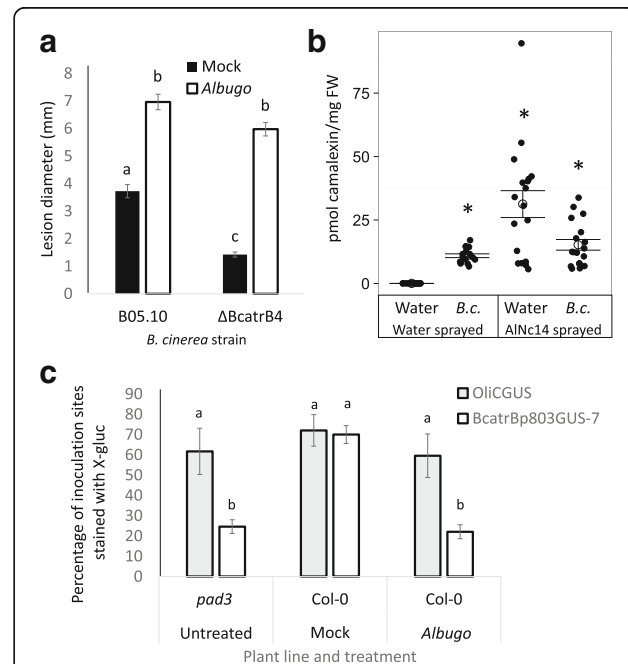 a
Mock
Albugo
Lesion diameter (mm)
8
7
6
5
4
3
2
1
0
a
b
c
b
B05.10
ΔBcatrB4
B. cinerea strain
b
pmol camalexin/mg FW
75
50
25
0
*
*
*
Water
B.c.
Water
B.c.
Water sprayed
AlNc14 sprayed
c
OliCGUS
BcatrBp803GUS-7
Percentage of inoculation sites
stained with X-gluc
90
80
70
60
50
40
30
20
10
0
a
b
a
a
a
b
pad3
Col-0
Col-0
Untreated
Mock
Albugo
Plant line and treatment